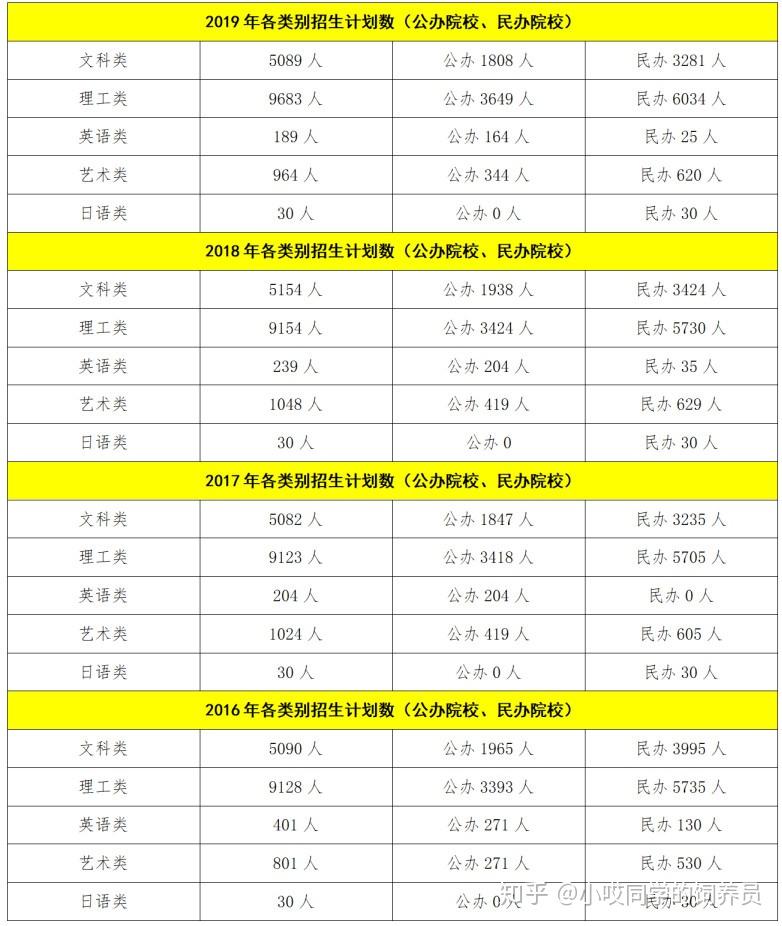 2019 年各类别招生计划数（公办院校、民办院校）
文科类 5089 人 公办 1808 人 民办 3281 人
理工类 9683 人 公办 3649 人 民办 6034 人
英语类 189 人 公办 164 人 民办 25 人
艺术类 964 人 公办 344 人 民办 620 人
日语类 30 人 公办 0 人 民办 30 人
2018 年各类别招生计划数（公办院校、民办院校）
文科类 5154 人 公办 1938 人 民办 3424 人
理工类 9154 人 公办 3424 人 民办 5730 人
英语类 239 人 公办 204 人 民办 35 人
艺术类 1048 人 公办 419 人 民办 629 人
日语类 30 人 公办 0 民办 30 人
2017 年各类别招生计划数（公办院校、民办院校）
文科类 5082 人 公办 1847 人 民办 3235 人
理工类 9123 人 公办 3418 人 民办 5705 人
英语类 204 人 公办 204 人 民办 0 人
艺术类 1024 人 公办 419 人 民办 605 人
日语类 30 人 公办 0 人 民办 30 人
2016 年各类别招生计划数（公办院校、民办院校）
文科类 5090 人 公办 1965 人 民办 3995 人
理工类 9128 人 公办 3393 人 民办 5735 人
英语类 401 人 公办 271 人 民办 130 人
艺术类 801 人 公办 271 人 民办 530 人
日语类 30 人 公办 0 人 民办 30 人
知乎 @小哎同学的饲养员